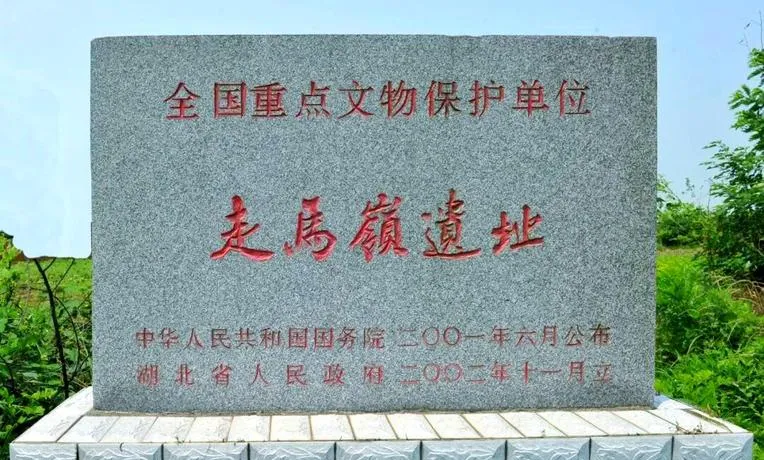 全国重点文物保护单位
走馬嶺遺址
中华人民共和国国务院 二〇〇一年六月公布
湖北省人民政府 二〇〇二年十一月立